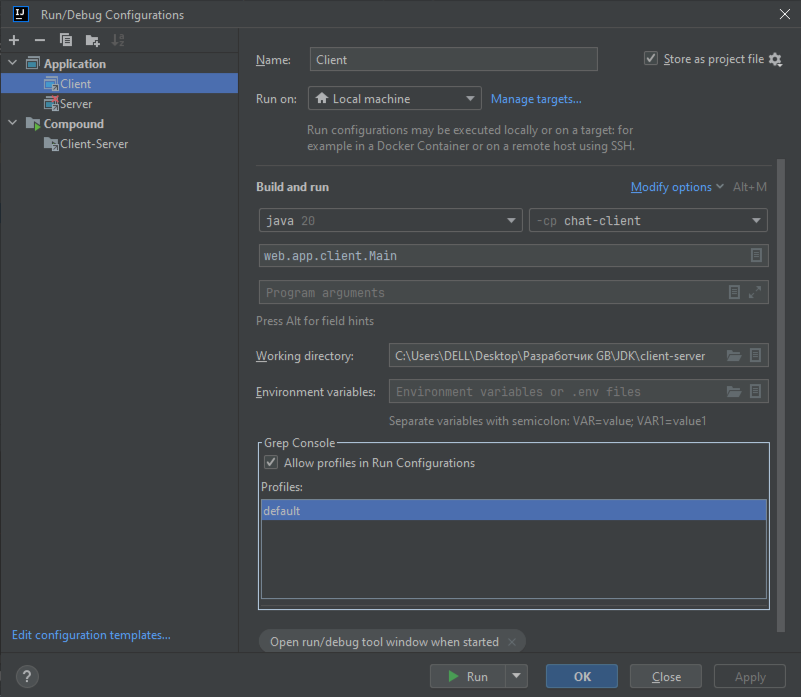 Run/Debug Configurations
Application
Client
Server
Compound
Client-Server
Edit configuration templates...
Name:
Client
Store as project file
Run on:
Local machine
Manage targets...
Run configurations may be executed locally or on a target: for
example in a Docker Container or on a remote host using SSH.
Build and run
Modify options
Alt+M
java 20
-cp chat-client
web.app.client.Main
Program arguments
Press Alt for field hints
Working directory:
C:\Users\DELL\Desktop\Разработчик GB\JDK\client-server
Environment variables:
Environment variables or .env files
Separate variables with semicolon: VAR=value; VAR1=value1
Grep Console
Allow profiles in Run Configurations
Profiles:
default
Open run/debug tool window when started
?
Run
OK
Close
Apply